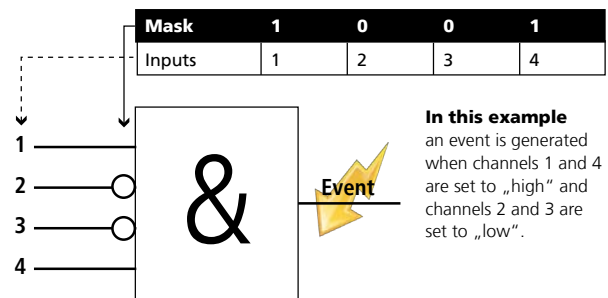 Mask 1 0 0 1
Inputs 1 2 3 4
In this example
an event is generated
when channels 1 and 4
are set to „high“ and
channels 2 and 3 are
set to „low“.
1
2
3
4
&
Event